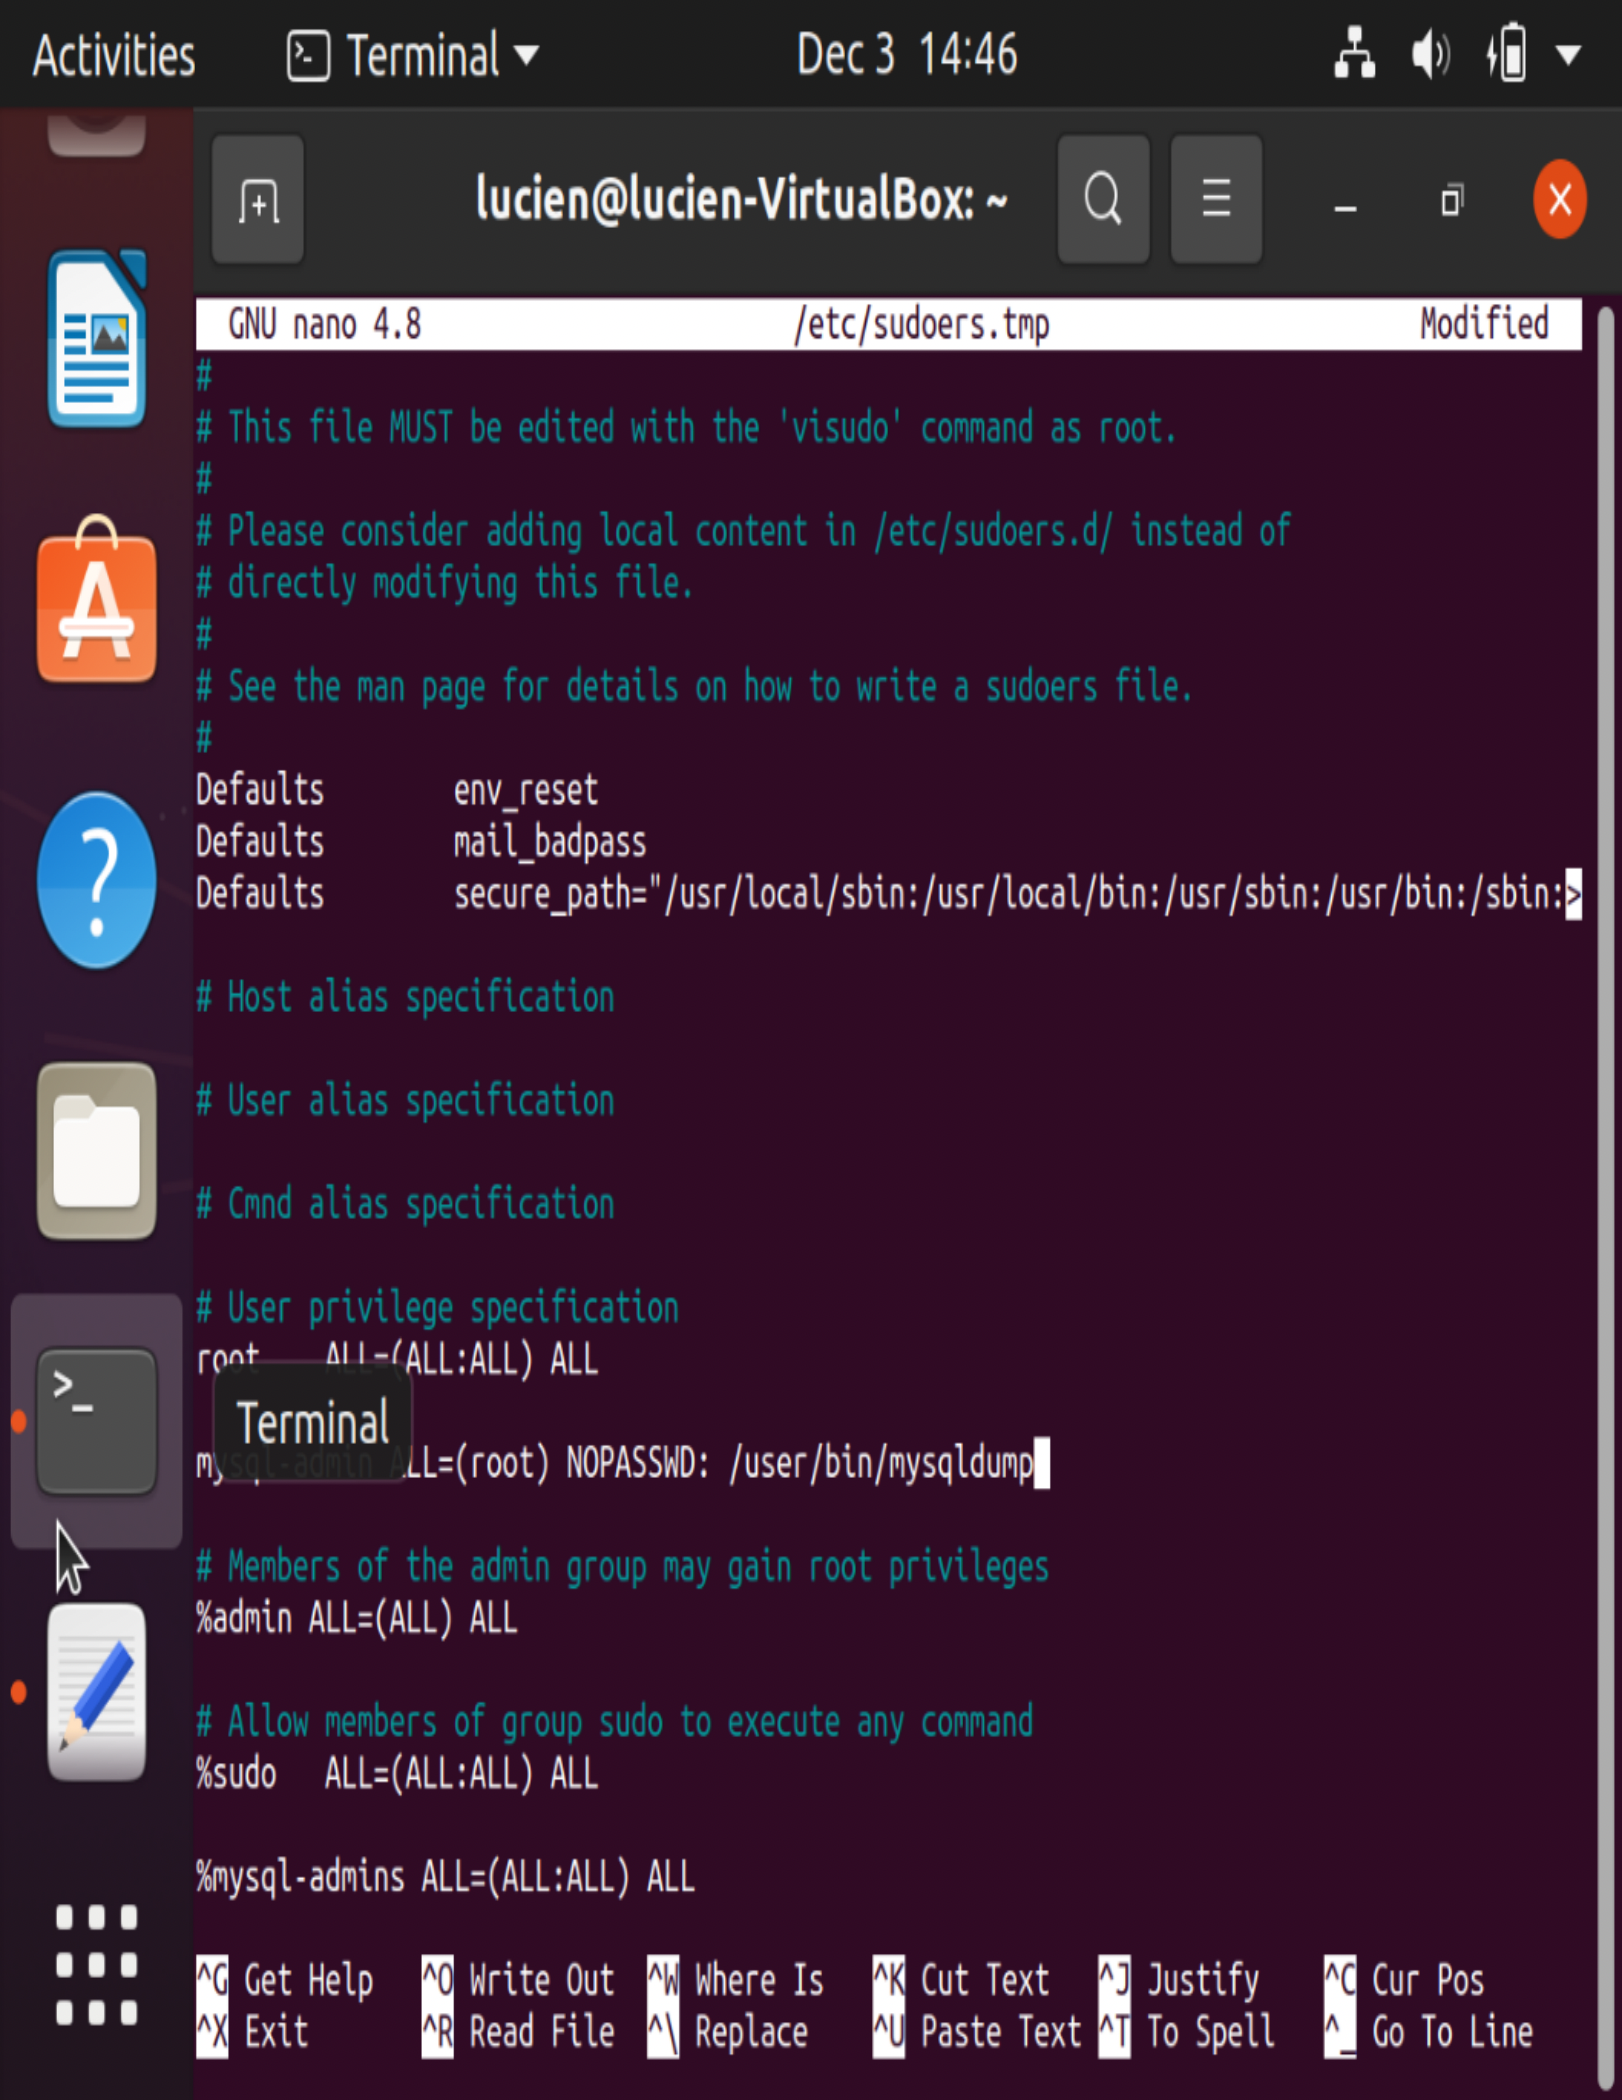 Activities
Terminal
Dec 3 14:46
lucien@lucien-VirtualBox: ~
GNU nano 4.8 /etc/sudoers.tmp Modified
#
# This file MUST be edited with the 'visudo' command as root.
#
# Please consider adding local content in /etc/sudoers.d/ instead of
# directly modifying this file.
#
# See the man page for details on how to write a sudoers file.
#
Defaults env_reset
Defaults mail_badpass
Defaults secure_path="/usr/local/sbin:/usr/local/bin:/usr/sbin:/usr/bin:/sbin:>
# Host alias specification
# User alias specification
# Cmnd alias specification
# User privilege specification
root ALL=(ALL:ALL) ALL
Terminal
mysql-admin ALL=(root) NOPASSWD: /user/bin/mysqldump
# Members of the admin group may gain root privileges
%admin ALL=(ALL) ALL
# Allow members of group sudo to execute any command
%sudo ALL=(ALL:ALL) ALL
%mysql-admins ALL=(ALL:ALL) ALL
^G Get Help ^O Write Out ^W Where Is ^K Cut Text ^J Justify ^C Cur Pos
^X Exit ^R Read File ^\ Replace ^U Paste Text ^T To Spell ^_ Go To Line